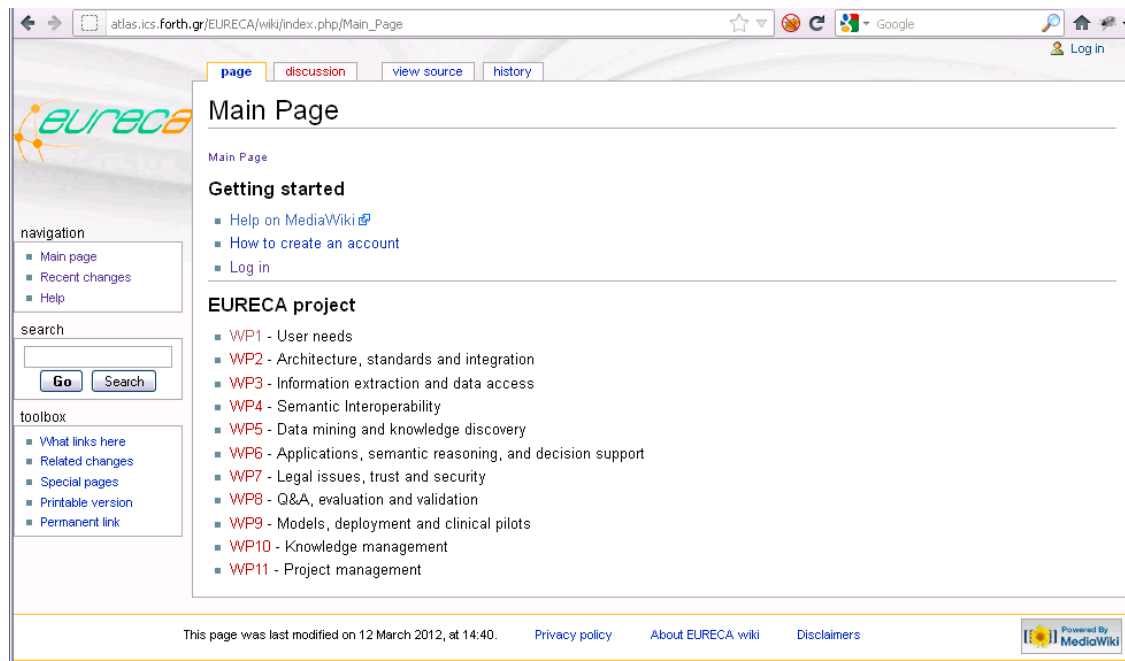 atlas.ics.forth.gr/EURECA/wiki/index.php/Main_Page
Google
Log in
page discussion view source history
eureca
Main Page
Main Page
Getting started
Help on MediaWiki
How to create an account
Log in
EURECA project
WP1 - User needs
WP2 - Architecture, standards and integration
WP3 - Information extraction and data access
WP4 - Semantic Interoperability
WP5 - Data mining and knowledge discovery
WP6 - Applications, semantic reasoning, and decision support
WP7 - Legal issues, trust and security
WP8 - Q&A, evaluation and validation
WP9 - Models, deployment and clinical pilots
WP10 - Knowledge management
WP11 - Project management
navigation
Main page
Recent changes
Help
search
Go Search
toolbox
What links here
Related changes
Special pages
Printable version
Permanent link
This page was last modified on 12 March 2012, at 14:40. Privacy policy About EURECA wiki Disclaimers
Powered By
MediaWiki